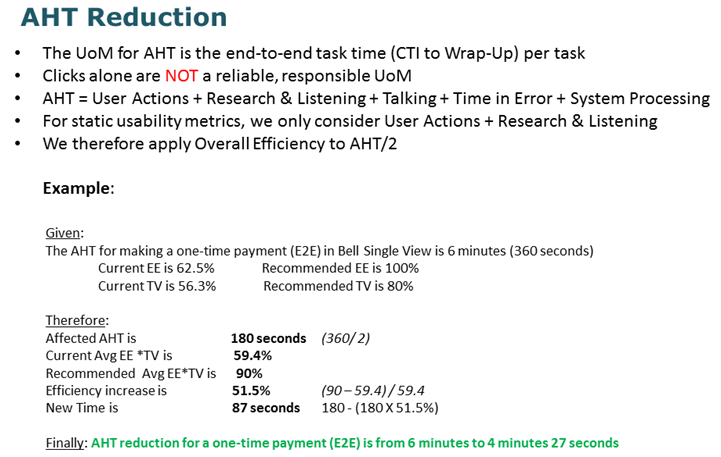 AHT Reduction
• The UoM for AHT is the end-to-end task time (CTI to Wrap-Up) per task
• Clicks alone are NOT a reliable, responsible UoM
• AHT = User Actions + Research & Listening + Talking + Time in Error + System Processing
• For static usability metrics, we only consider User Actions + Research & Listening
• We therefore apply Overall Efficiency to AHT/2
Example:
Given:
The AHT for making a one-time payment (E2E) in Bell Single View is 6 minutes (360 seconds)
Current EE is 62.5% Recommended EE is 100%
Current TV is 56.3% Recommended TV is 80%
Therefore:
Affected AHT is 180 seconds (360/2)
Current Avg EE *TV is 59.4%
Recommended Avg EE*TV is 90%
Efficiency increase is 51.5% (90 – 59.4) / 59.4
New Time is 87 seconds 180 - (180 X 51.5%)
Finally: AHT reduction for a one-time payment (E2E) is from 6 minutes to 4 minutes 27 seconds